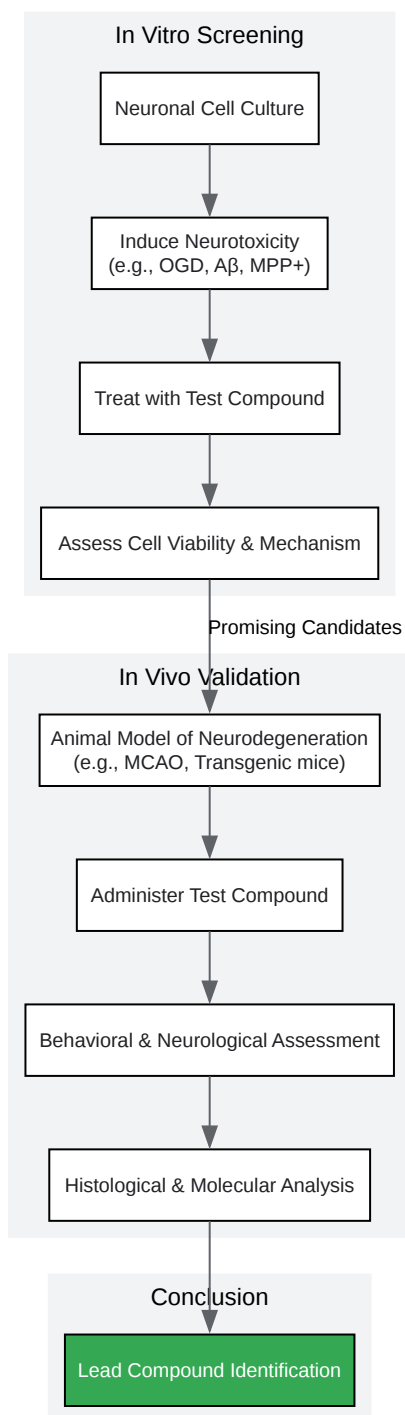 In Vitro Screening
Neuronal Cell Culture
Induce Neurotoxicity
(e.g., OGD, Aβ, MPP+)
Treat with Test Compound
Assess Cell Viability & Mechanism
Promising Candidates
In Vivo Validation
Animal Model of Neurodegeneration
(e.g., MCAO, Transgenic mice)
Administer Test Compound
Behavioral & Neurological Assessment
Histological & Molecular Analysis
Conclusion
Lead Compound Identification